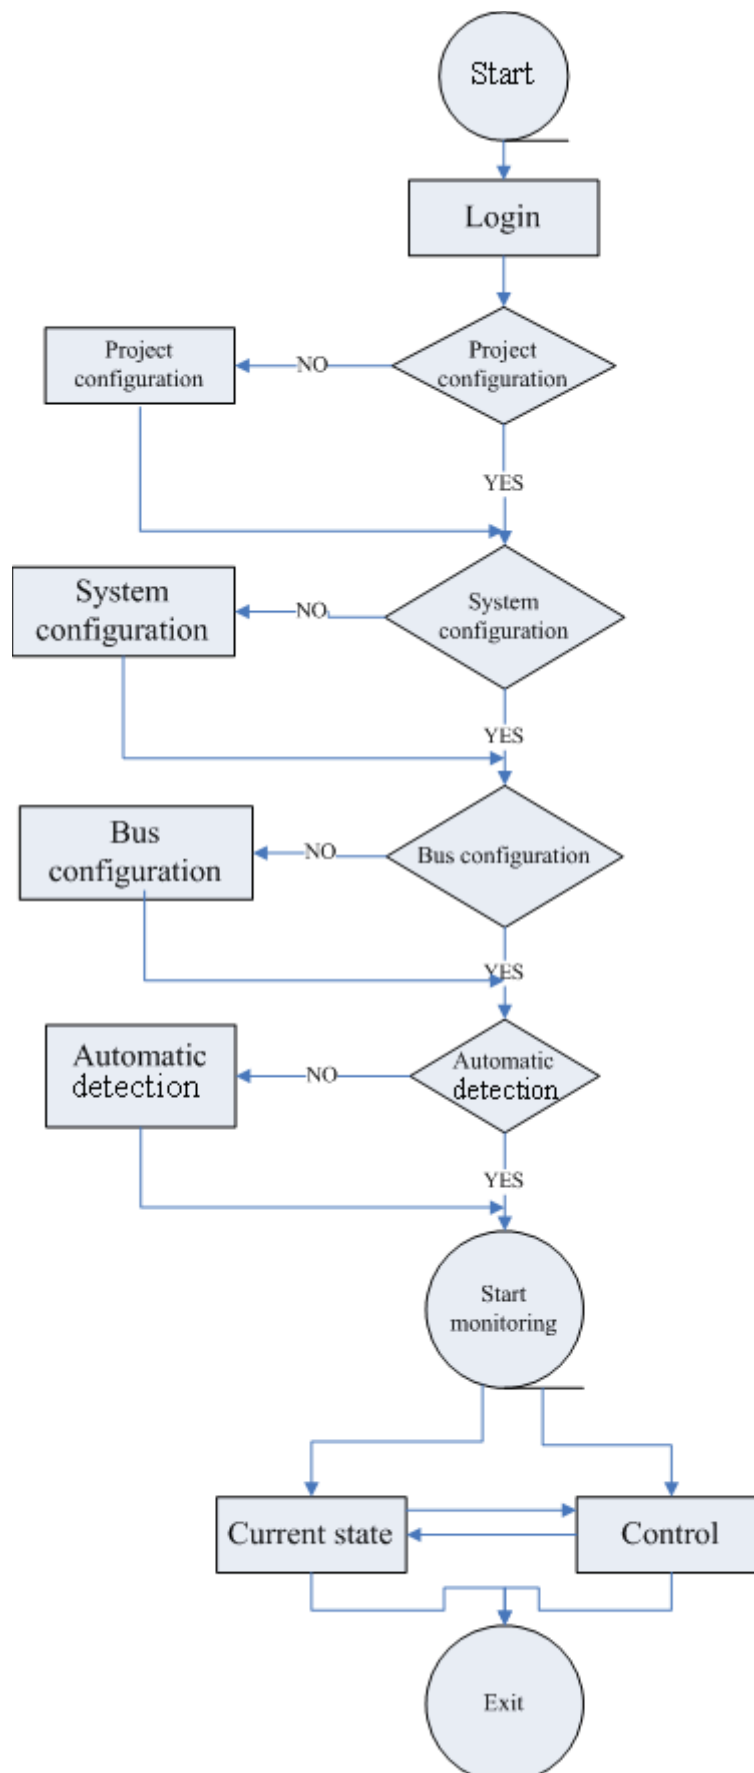 Start
Login
Project
configuration
NO
Project
configuration
YES
System
configuration
NO
System
configuration
YES
Bus
configuration
NO
Bus configuration
YES
Automatic
detection
NO
Automatic
detection
YES
Start
monitoring
Current state
Control
Exit